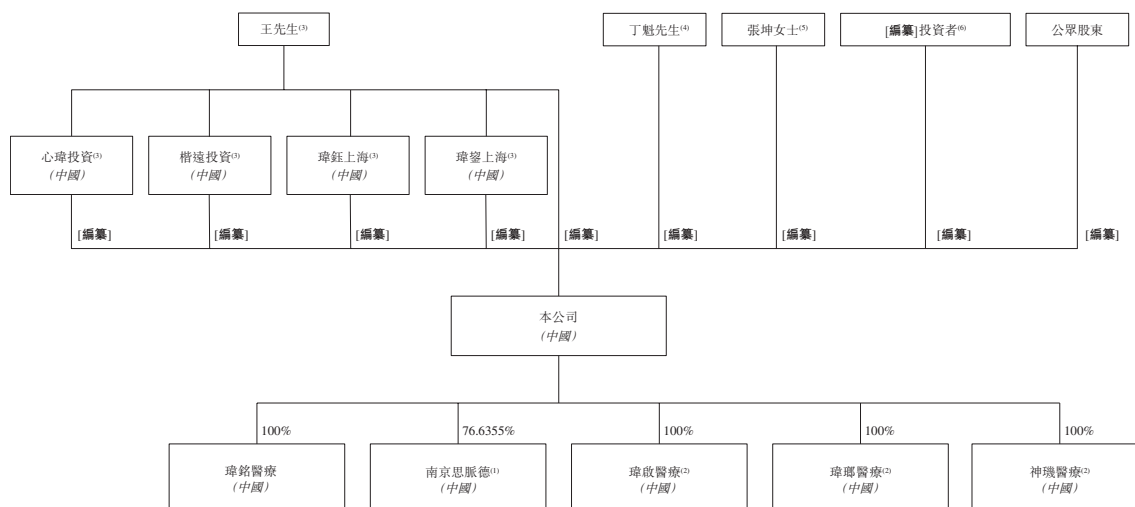 王先生(3)
丁魁先生(4)
張坤女士(5)
[編纂]投資者(6)
公眾股東
心瑋投資(3)
(中國)
楷遠投資(3)
(中國)
瑋鈺上海(3)
(中國)
瑋鋆上海(3)
(中國)
[編纂]
[編纂]
[編纂]
[編纂]
[編纂]
[編纂]
[編纂]
[編纂]
[編纂]
本公司
(中國)
100%
76.6355%
100%
100%
100%
瑋銘醫療
(中國)
南京思脈德(1)
(中國)
瑋啟醫療(2)
(中國)
瑋瑯醫療(2)
(中國)
神璣醫療(2)
(中國)